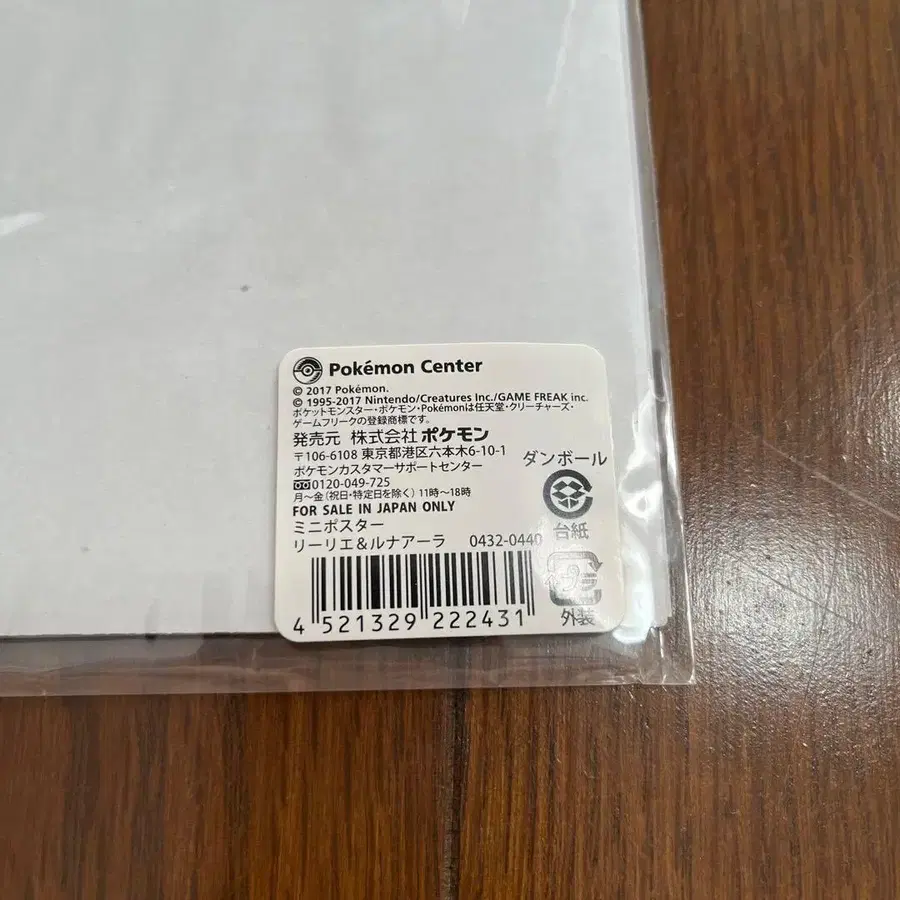 Pokémon Center
© 2017 Pokémon.
© 1995-2017 Nintendo/Creatures Inc./GAME FREAK inc.
ポケットモンスター・ポケモン・Pokémonは任天堂・クリーチャーズ・
ゲームフリークの登録商標です。
発売元 株式会社 ポケモン
〒106-6108 東京都港区六本木6-10-1
ポケモンカスタマーサポートセンター
0120-049-725
月～金(祝日・特定日を除く) 11時～18時
FOR SALE IN JAPAN ONLY
ミニポスター
リーリエ&ルナアーラ 0432-0440
4 521329 222431
ダンボール
台紙
プラ
外装